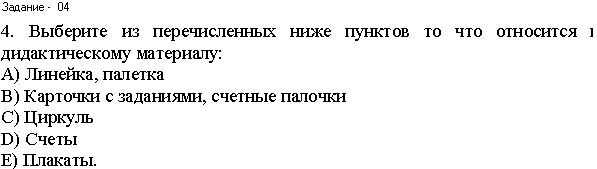 Задание - 04
4. Выберите из перечисленных ниже пунктов то что относится
дидактическому материалу:
A) Линейка, палетка
B) Карточки с заданиями, счетные палочки
C) Циркуль
D) Счеты
E) Плакаты.